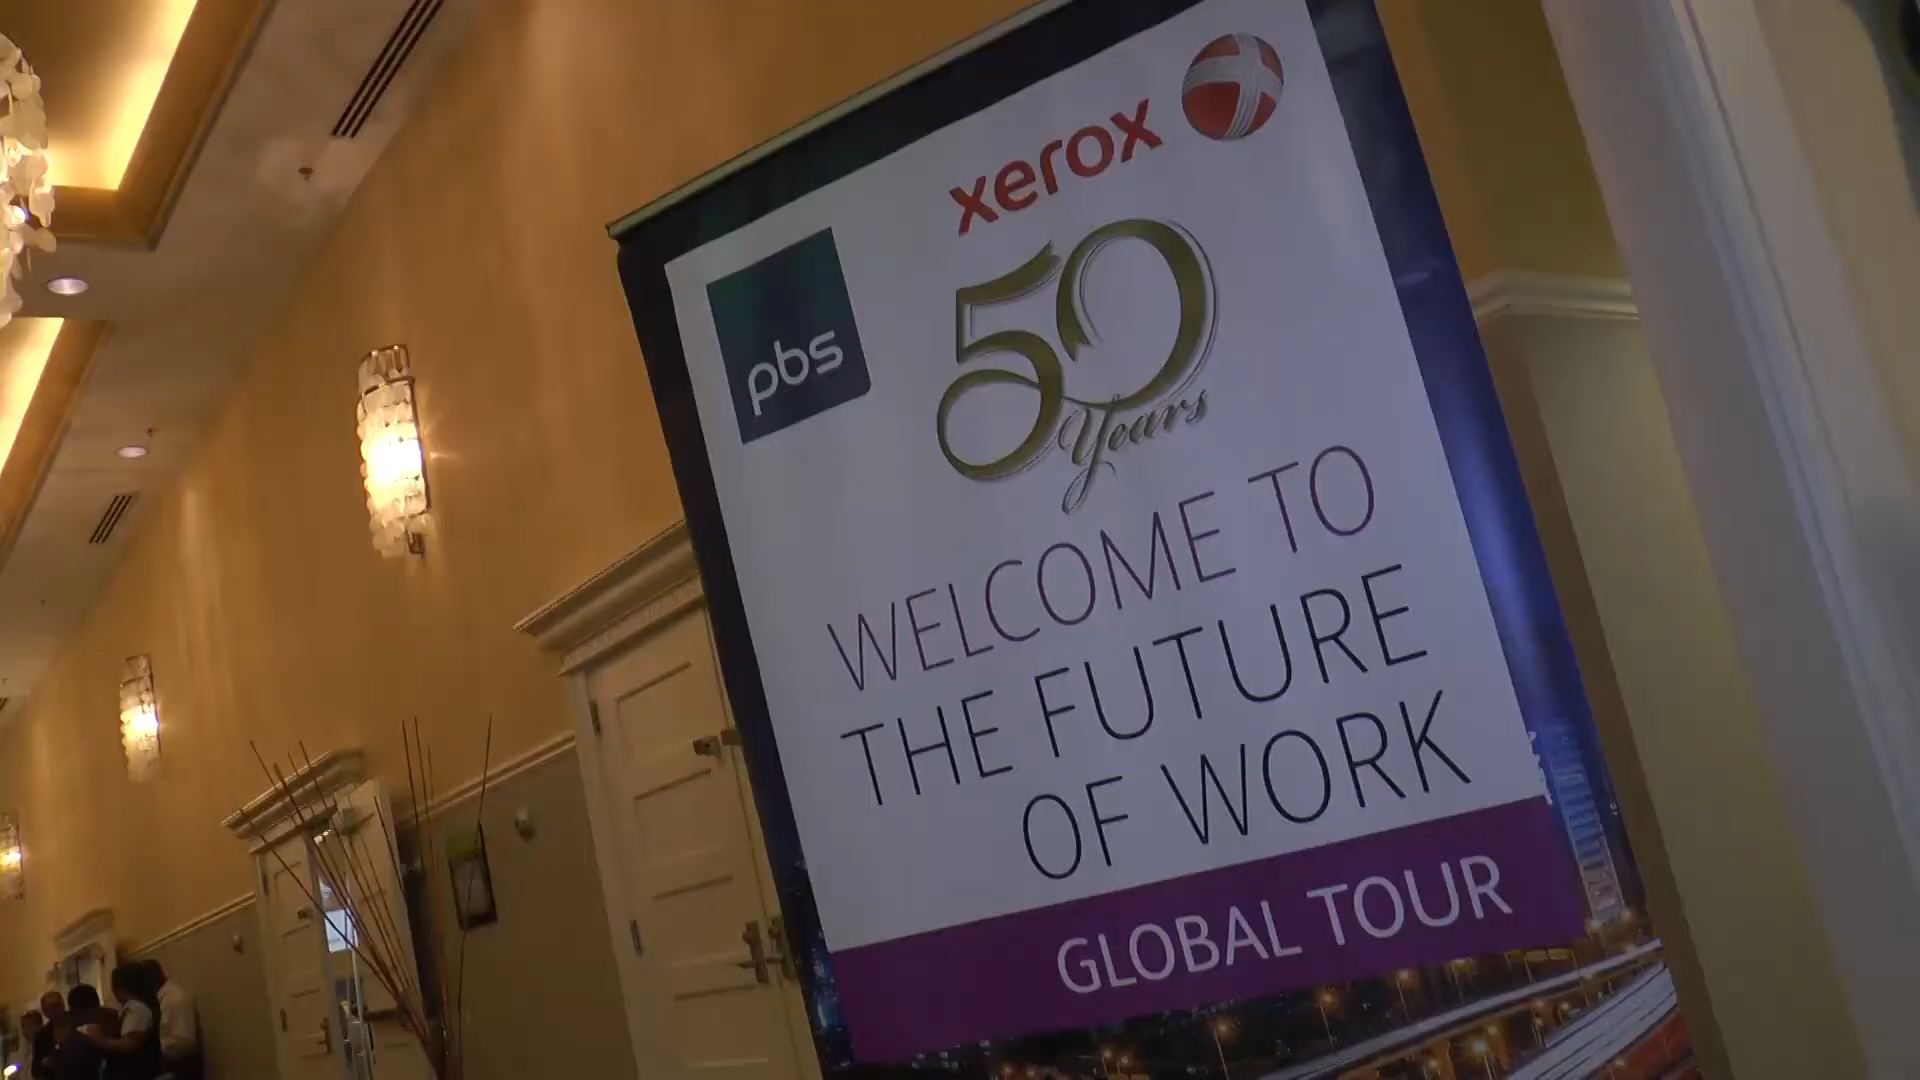 xerox
pbs
50
Years
WELCOME TO
THE FUTURE
OF WORK
GLOBAL TOUR